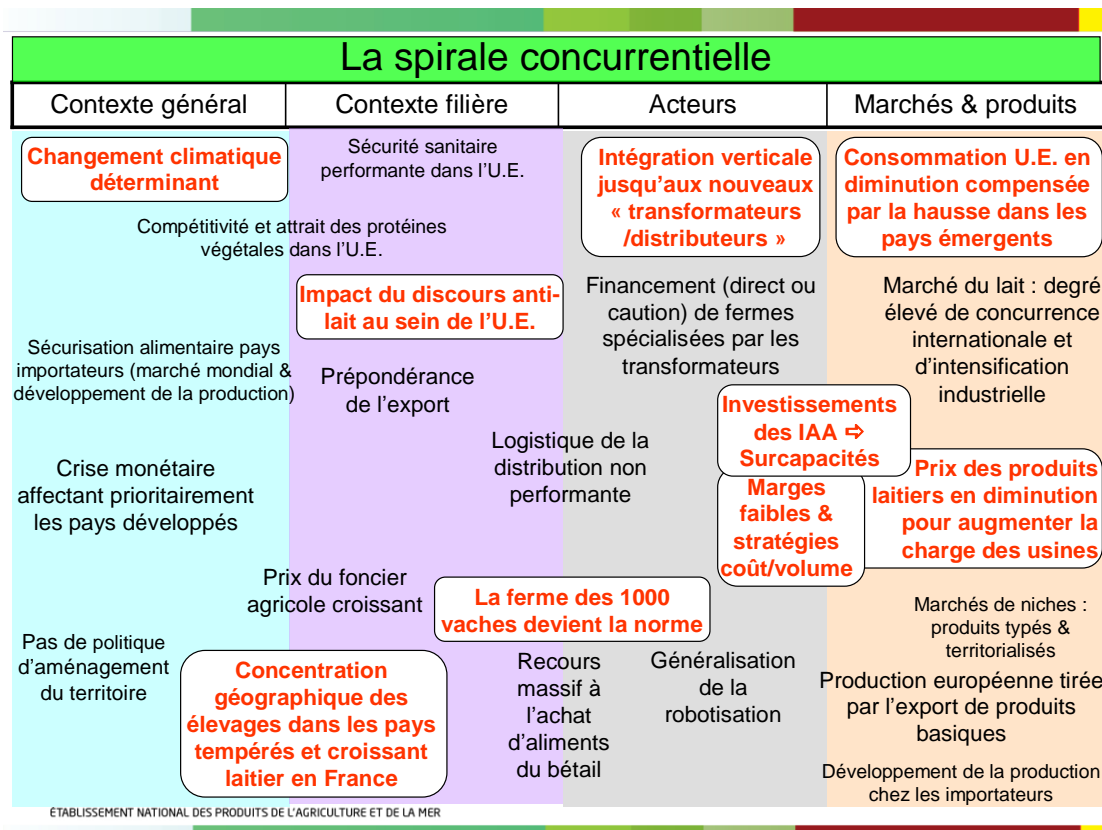 La spirale concurrentielle
Contexte général
Contexte filière
Acteurs
Marchés & produits
Changement climatique
déterminant
Sécurité sanitaire
performante dans l'U.E.
Compétitivité et attrait des protéines
végétales dans l'U.E.
Impact du discours anti-
lait au sein de l'U.E.
Sécurisation alimentaire pays
importateurs (marché mondial &
développement de la production)
Prépondérance
de l'export
Crise monétaire
affectant prioritairement
les pays développés
Logistique de la
distribution non
performante
Prix du foncier
agricole croissant
Pas de politique
d'aménagement
du territoire
Concentration
géographique des
élevages dans les pays
tempérés et croissant
laitier en France
Intégration verticale
jusqu'aux nouveaux
« transformateurs
/distributeurs »
Financement (direct ou
caution) de fermes
spécialisées par les
transformateurs
Investissements
des IAA ⇨
Surcapacités
Marges
faibles &
stratégies
coût/volume
La ferme des 1000
vaches devient la norme
Recours
massif à
l'achat
d'aliments
du bétail
Généralisation
de la
robotisation
Consommation U.E. en
diminution compensée
par la hausse dans les
pays émergents
Marché du lait : degré
élevé de concurrence
internationale et
d'intensification
industrielle
Prix des produits
laitiers en diminution
pour augmenter la
charge des usines
Marchés de niches :
produits typés &
territorialisés
Production européenne tirée
par l'export de produits
basiques
Développement de la production
chez les importateurs
ÉTABLISSEMENT NATIONAL DES PRODUITS DE L'AGRICULTURE ET DE LA MER